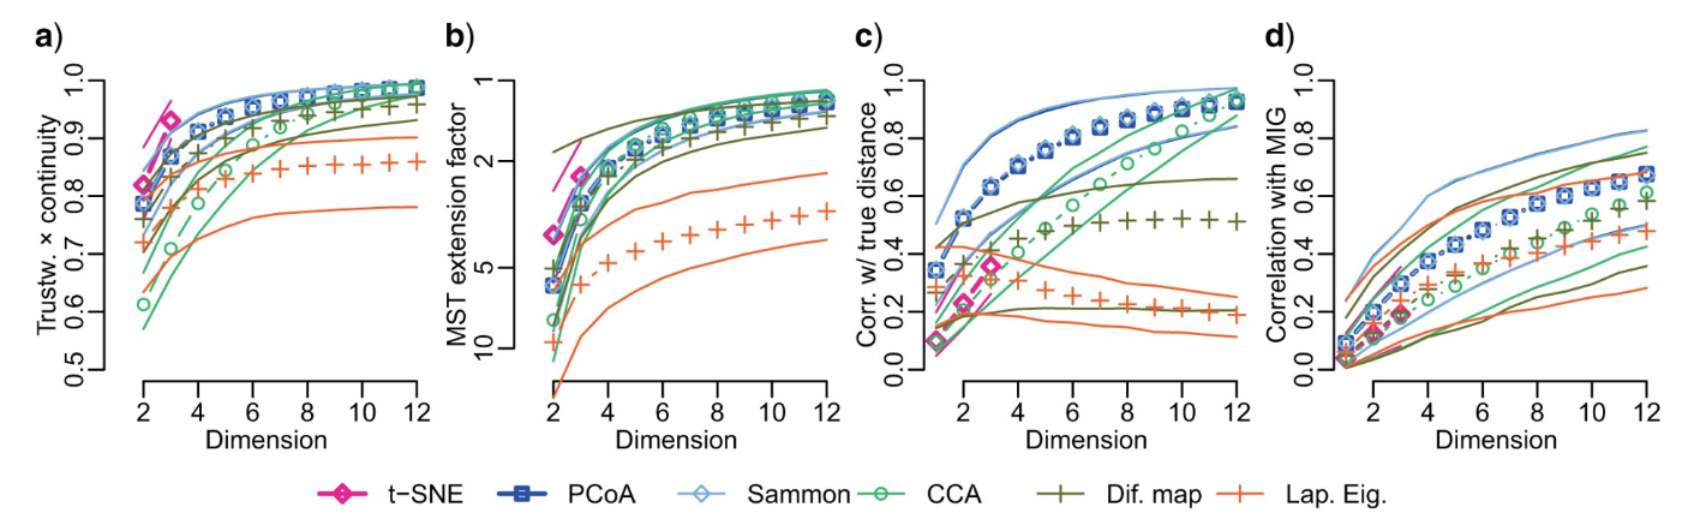 a) b) c) d)
Trustw. × continuity
0.5 0.6 0.7 0.8 0.9 1.0
2 4 6 8 10 12
Dimension
MST extension factor
1 2 5 10
2 4 6 8 10 12
Dimension
Corr. w/ true distance
0.0 0.2 0.4 0.6 0.8 1.0
2 4 6 8 10 12
Dimension
Correlation with MIG
0.0 0.2 0.4 0.6 0.8 1.0
2 4 6 8 10 12
Dimension
t−SNE PCoA Sammon CCA Dif. map Lap. Eig.